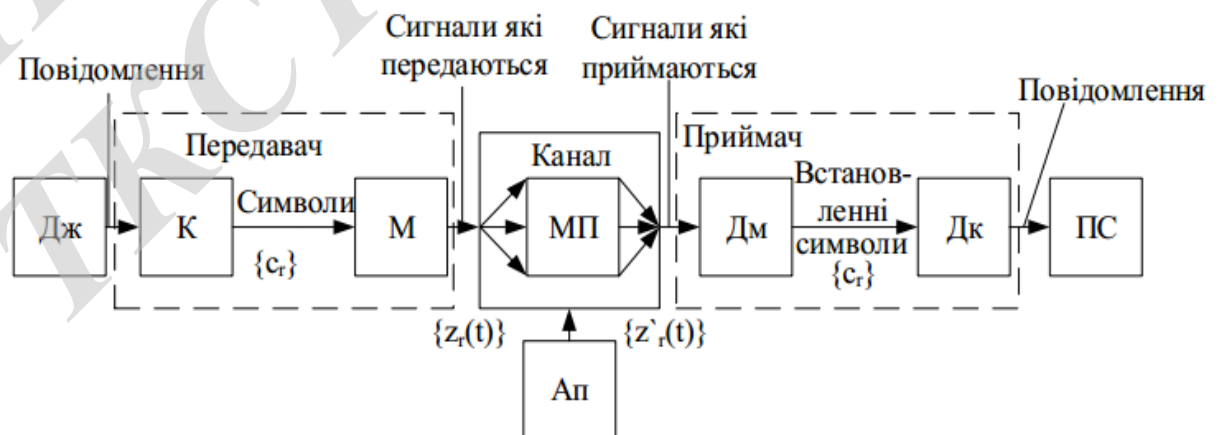 Сигнали які
передаються
Сигнали які
приймаються
Повідомлення
Повідомлення
Передавач
Канал
Приймач
Дж
К
Символи
{cᵣ}
М
МП
Дм
Встанов-
ленні
символи
{cᵣ}
Дк
ПС
{zᵣ(t)}
{z`ᵣ(t)}
Ап
ТКС